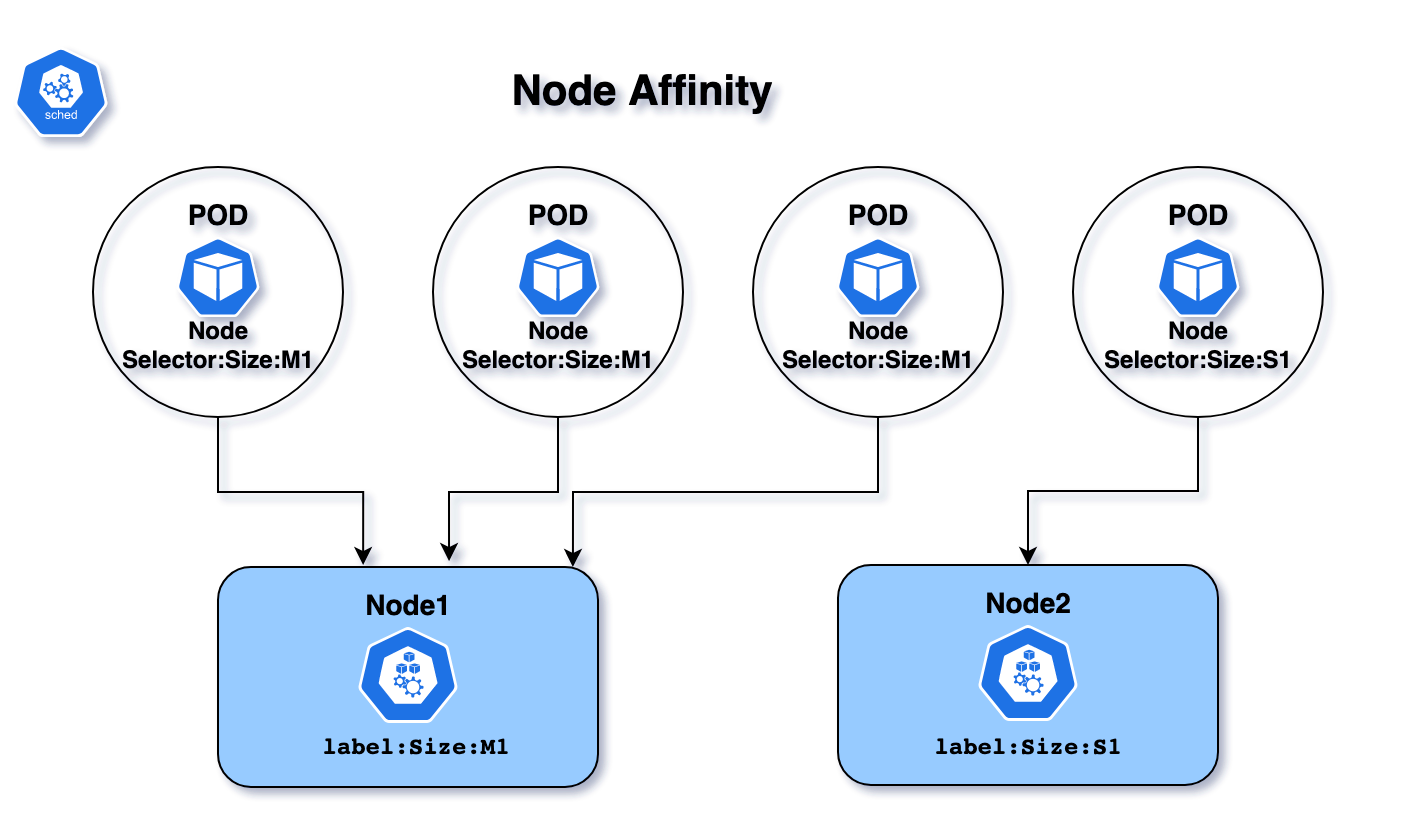 sched
Node Affinity
POD
Node
Selector:Size:M1
POD
Node
Selector:Size:M1
POD
Node
Selector:Size:M1
POD
Node
Selector:Size:S1
Node1
label:Size:M1
Node2
label:Size:S1